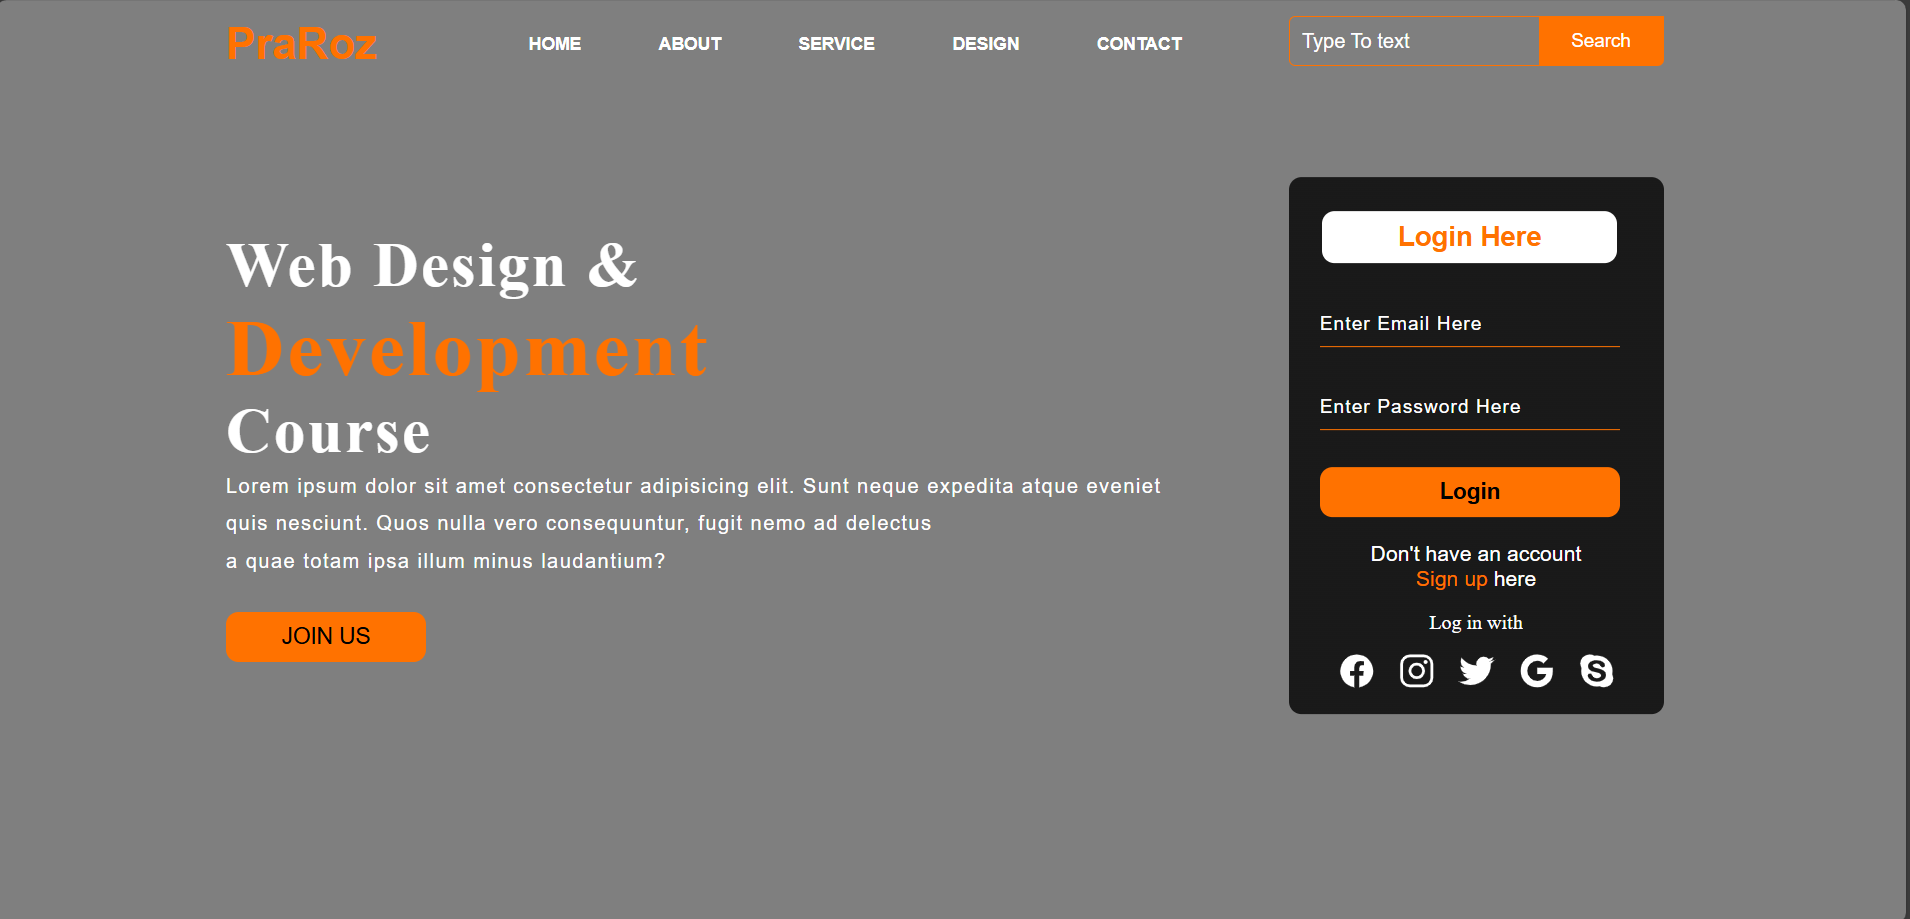 PraRoz
HOME ABOUT SERVICE DESIGN CONTACT
Type To text Search
Web Design &
Development
Course
Lorem ipsum dolor sit amet consectetur adipisicing elit. Sunt neque expedita atque eveniet
quis nesciunt. Quos nulla vero consequuntur, fugit nemo ad delectus
a quae totam ipsa illum minus laudantium?
JOIN US
Login Here
Enter Email Here
Enter Password Here
Login
Don't have an account
Sign up here
Log in with